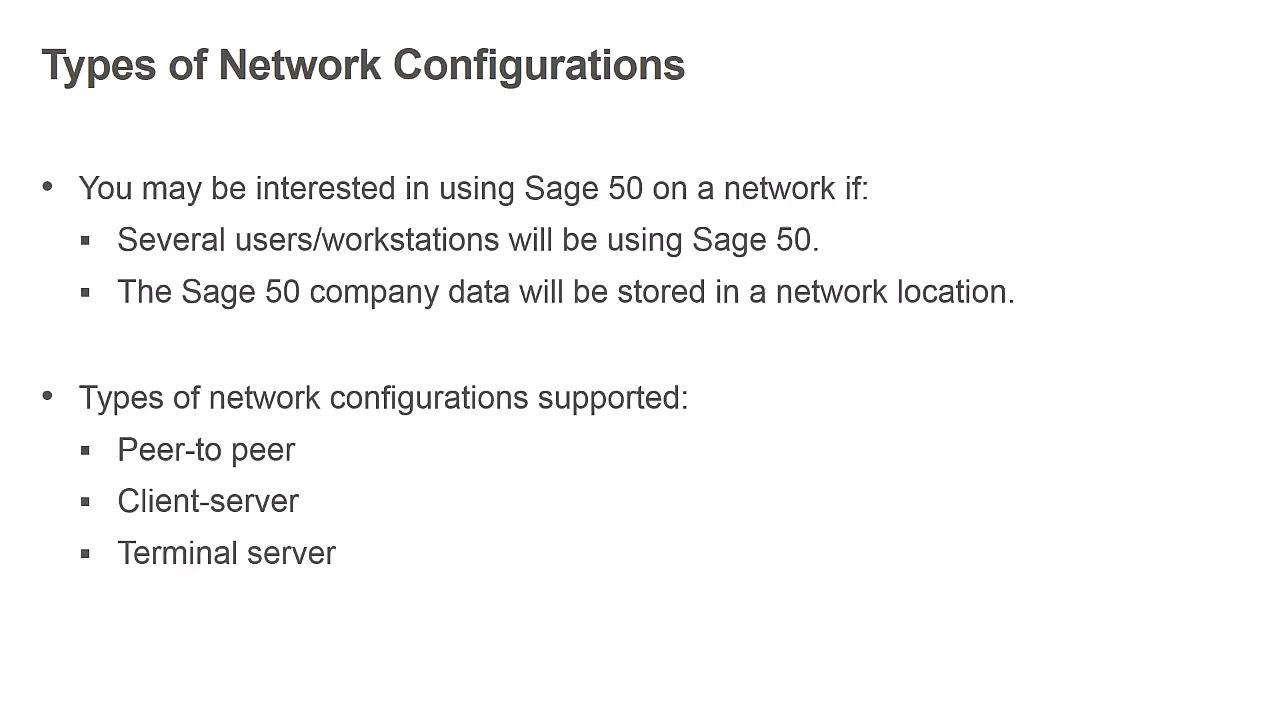 Types of Network Configurations
• You may be interested in using Sage 50 on a network if:
▪ Several users/workstations will be using Sage 50.
▪ The Sage 50 company data will be stored in a network location.
• Types of network configurations supported:
▪ Peer-to peer
▪ Client-server
▪ Terminal server